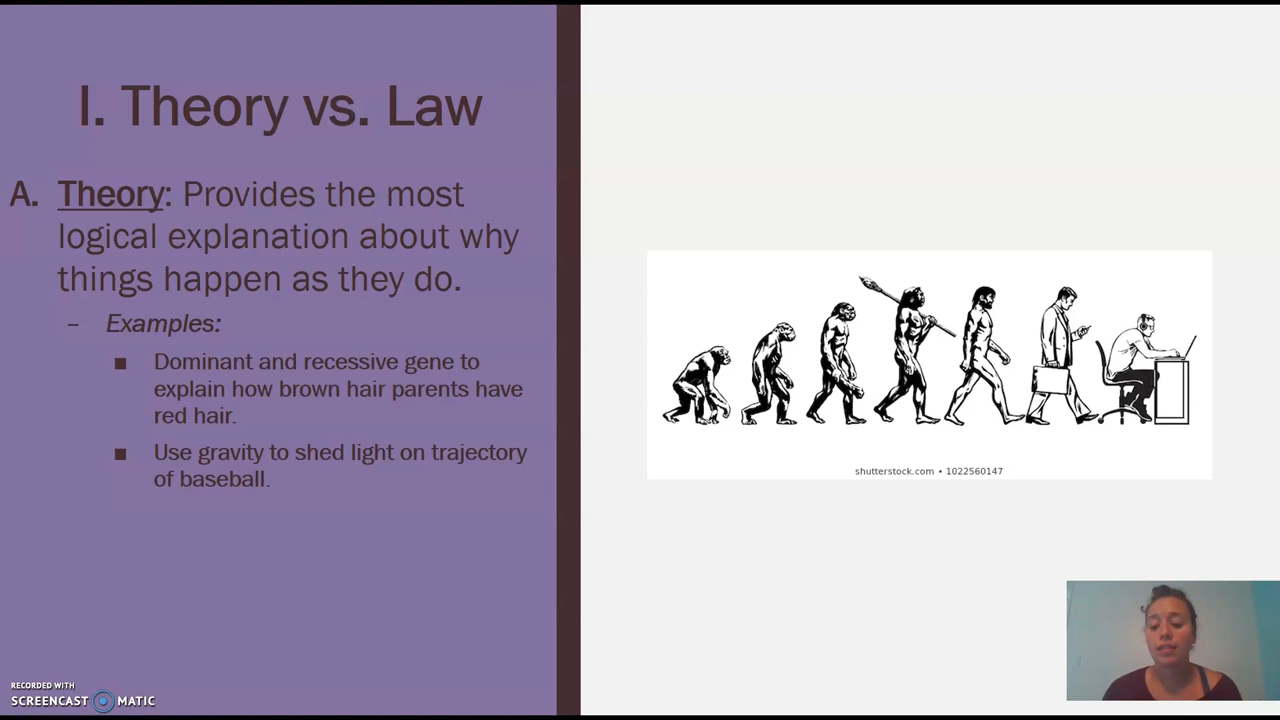 I. Theory vs. Law
A. Theory: Provides the most
logical explanation about why
things happen as they do.
– Examples:
■ Dominant and recessive gene to
explain how brown hair parents have
red hair.
■ Use gravity to shed light on trajectory
of baseball.
shutterstock.com • 1022560147
RECORDED WITH
SCREENCAST MATIC